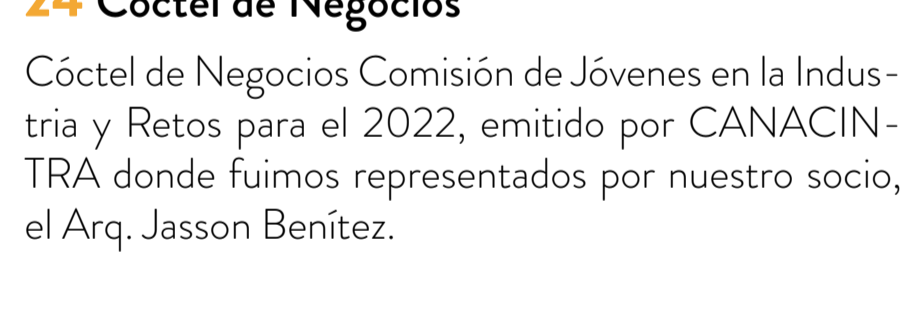 24 Cóctel de Negocios
Cóctel de Negocios Comisión de Jóvenes en la Indus-
tria y Retos para el 2022, emitido por CANACIN-
TRA donde fuimos representados por nuestro socio,
el Arq. Jasson Benítez.